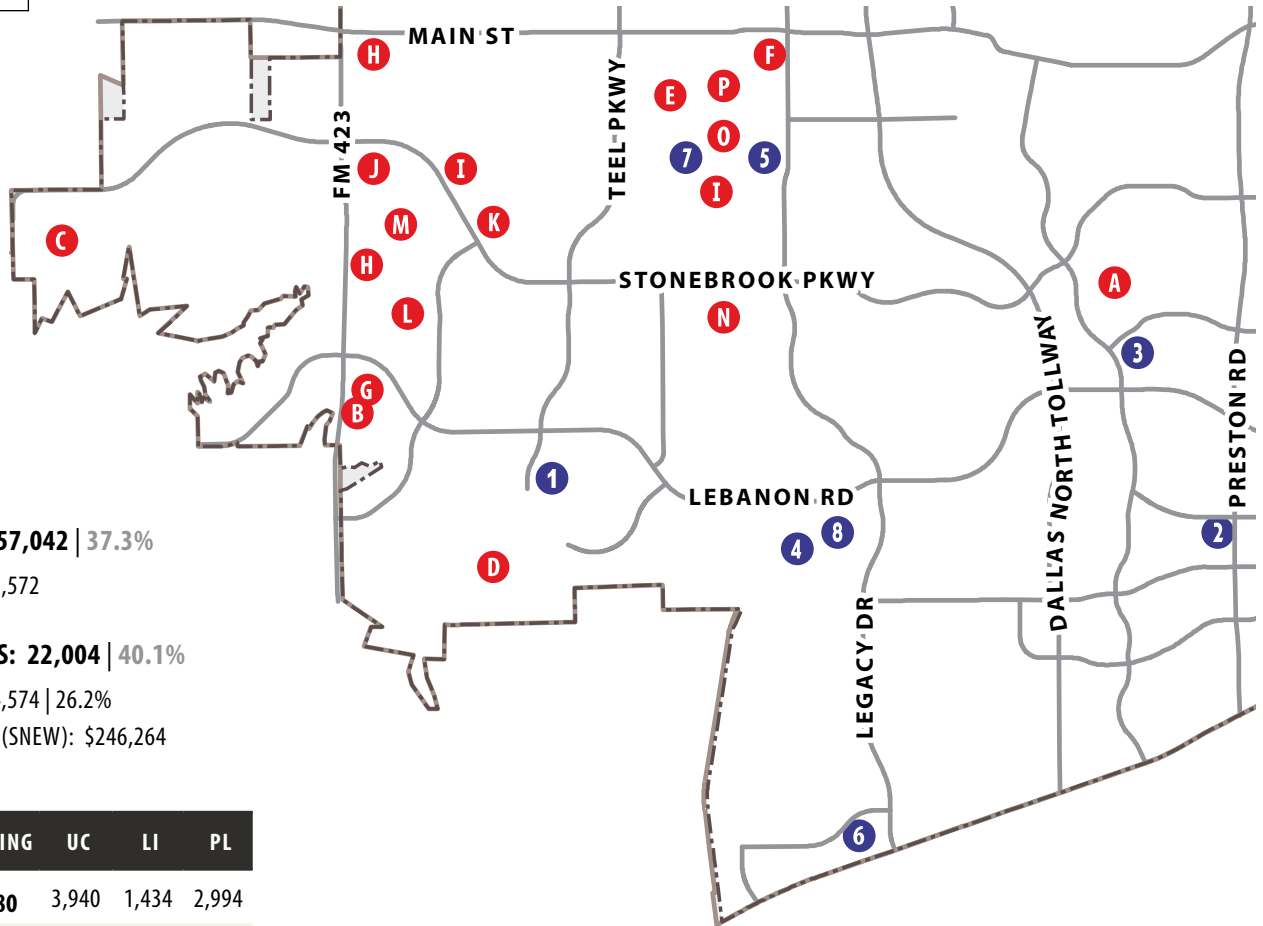 MAIN ST
H
F
P
E
TEEL PKWY
FM 423
O
7
5
J
I
I
K
M
C
H
STONEBROOK PKWY
A
L
N
DALLAS NORTH TOLLWAY
3
PRESTON RD
G
B
1
LEBANON RD
8
2
4
57,042 | 37.3%
D
,572
LEGACY DR
S: 22,004 | 40.1%
,574 | 26.2%
(SNEW): $246,264
ING UC LI PL
6
30 3,940 1,434 2,994